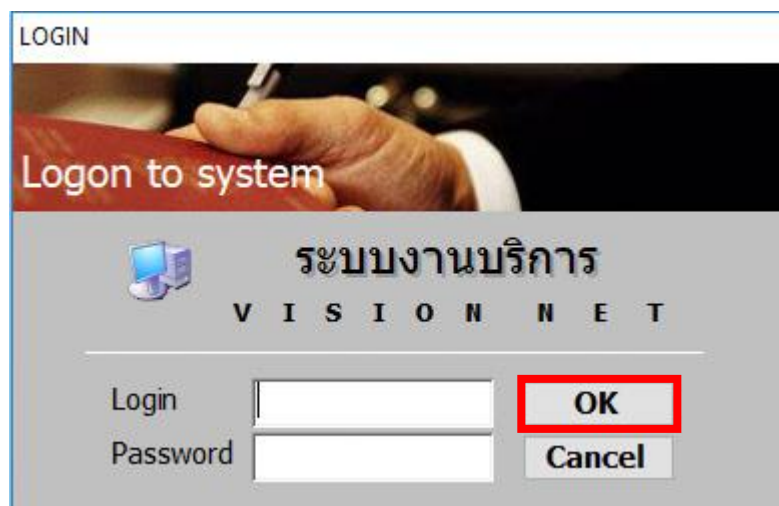 LOGIN
Logon to system
ระบบงานบริการ
V I S I O N N E T
Login
OK
Password
Cancel